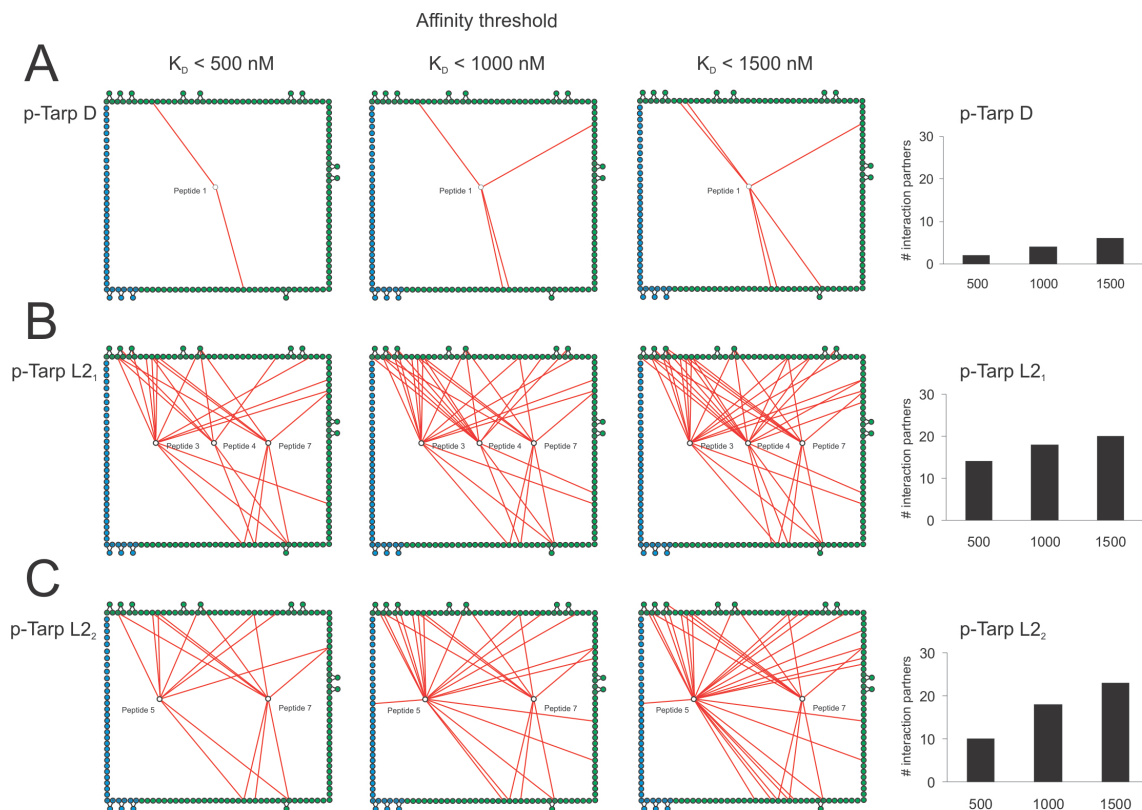 Affinity threshold
A
K_D < 500 nM
K_D < 1000 nM
K_D < 1500 nM
p-Tarp D
Peptide 1
Peptide 1
Peptide 1
p-Tarp D
# interaction partners
30
20
10
0
500
1000
1500
B
p-Tarp L2₁
Peptide 3
Peptide 4
Peptide 7
Peptide 3
Peptide 4
Peptide 7
Peptide 3
Peptide 4
Peptide 7
p-Tarp L2₁
# interaction partners
30
20
10
0
500
1000
1500
C
p-Tarp L2₂
Peptide 5
Peptide 7
Peptide 5
Peptide 7
Peptide 5
Peptide 7
p-Tarp L2₂
# interaction partners
30
20
10
0
500
1000
1500